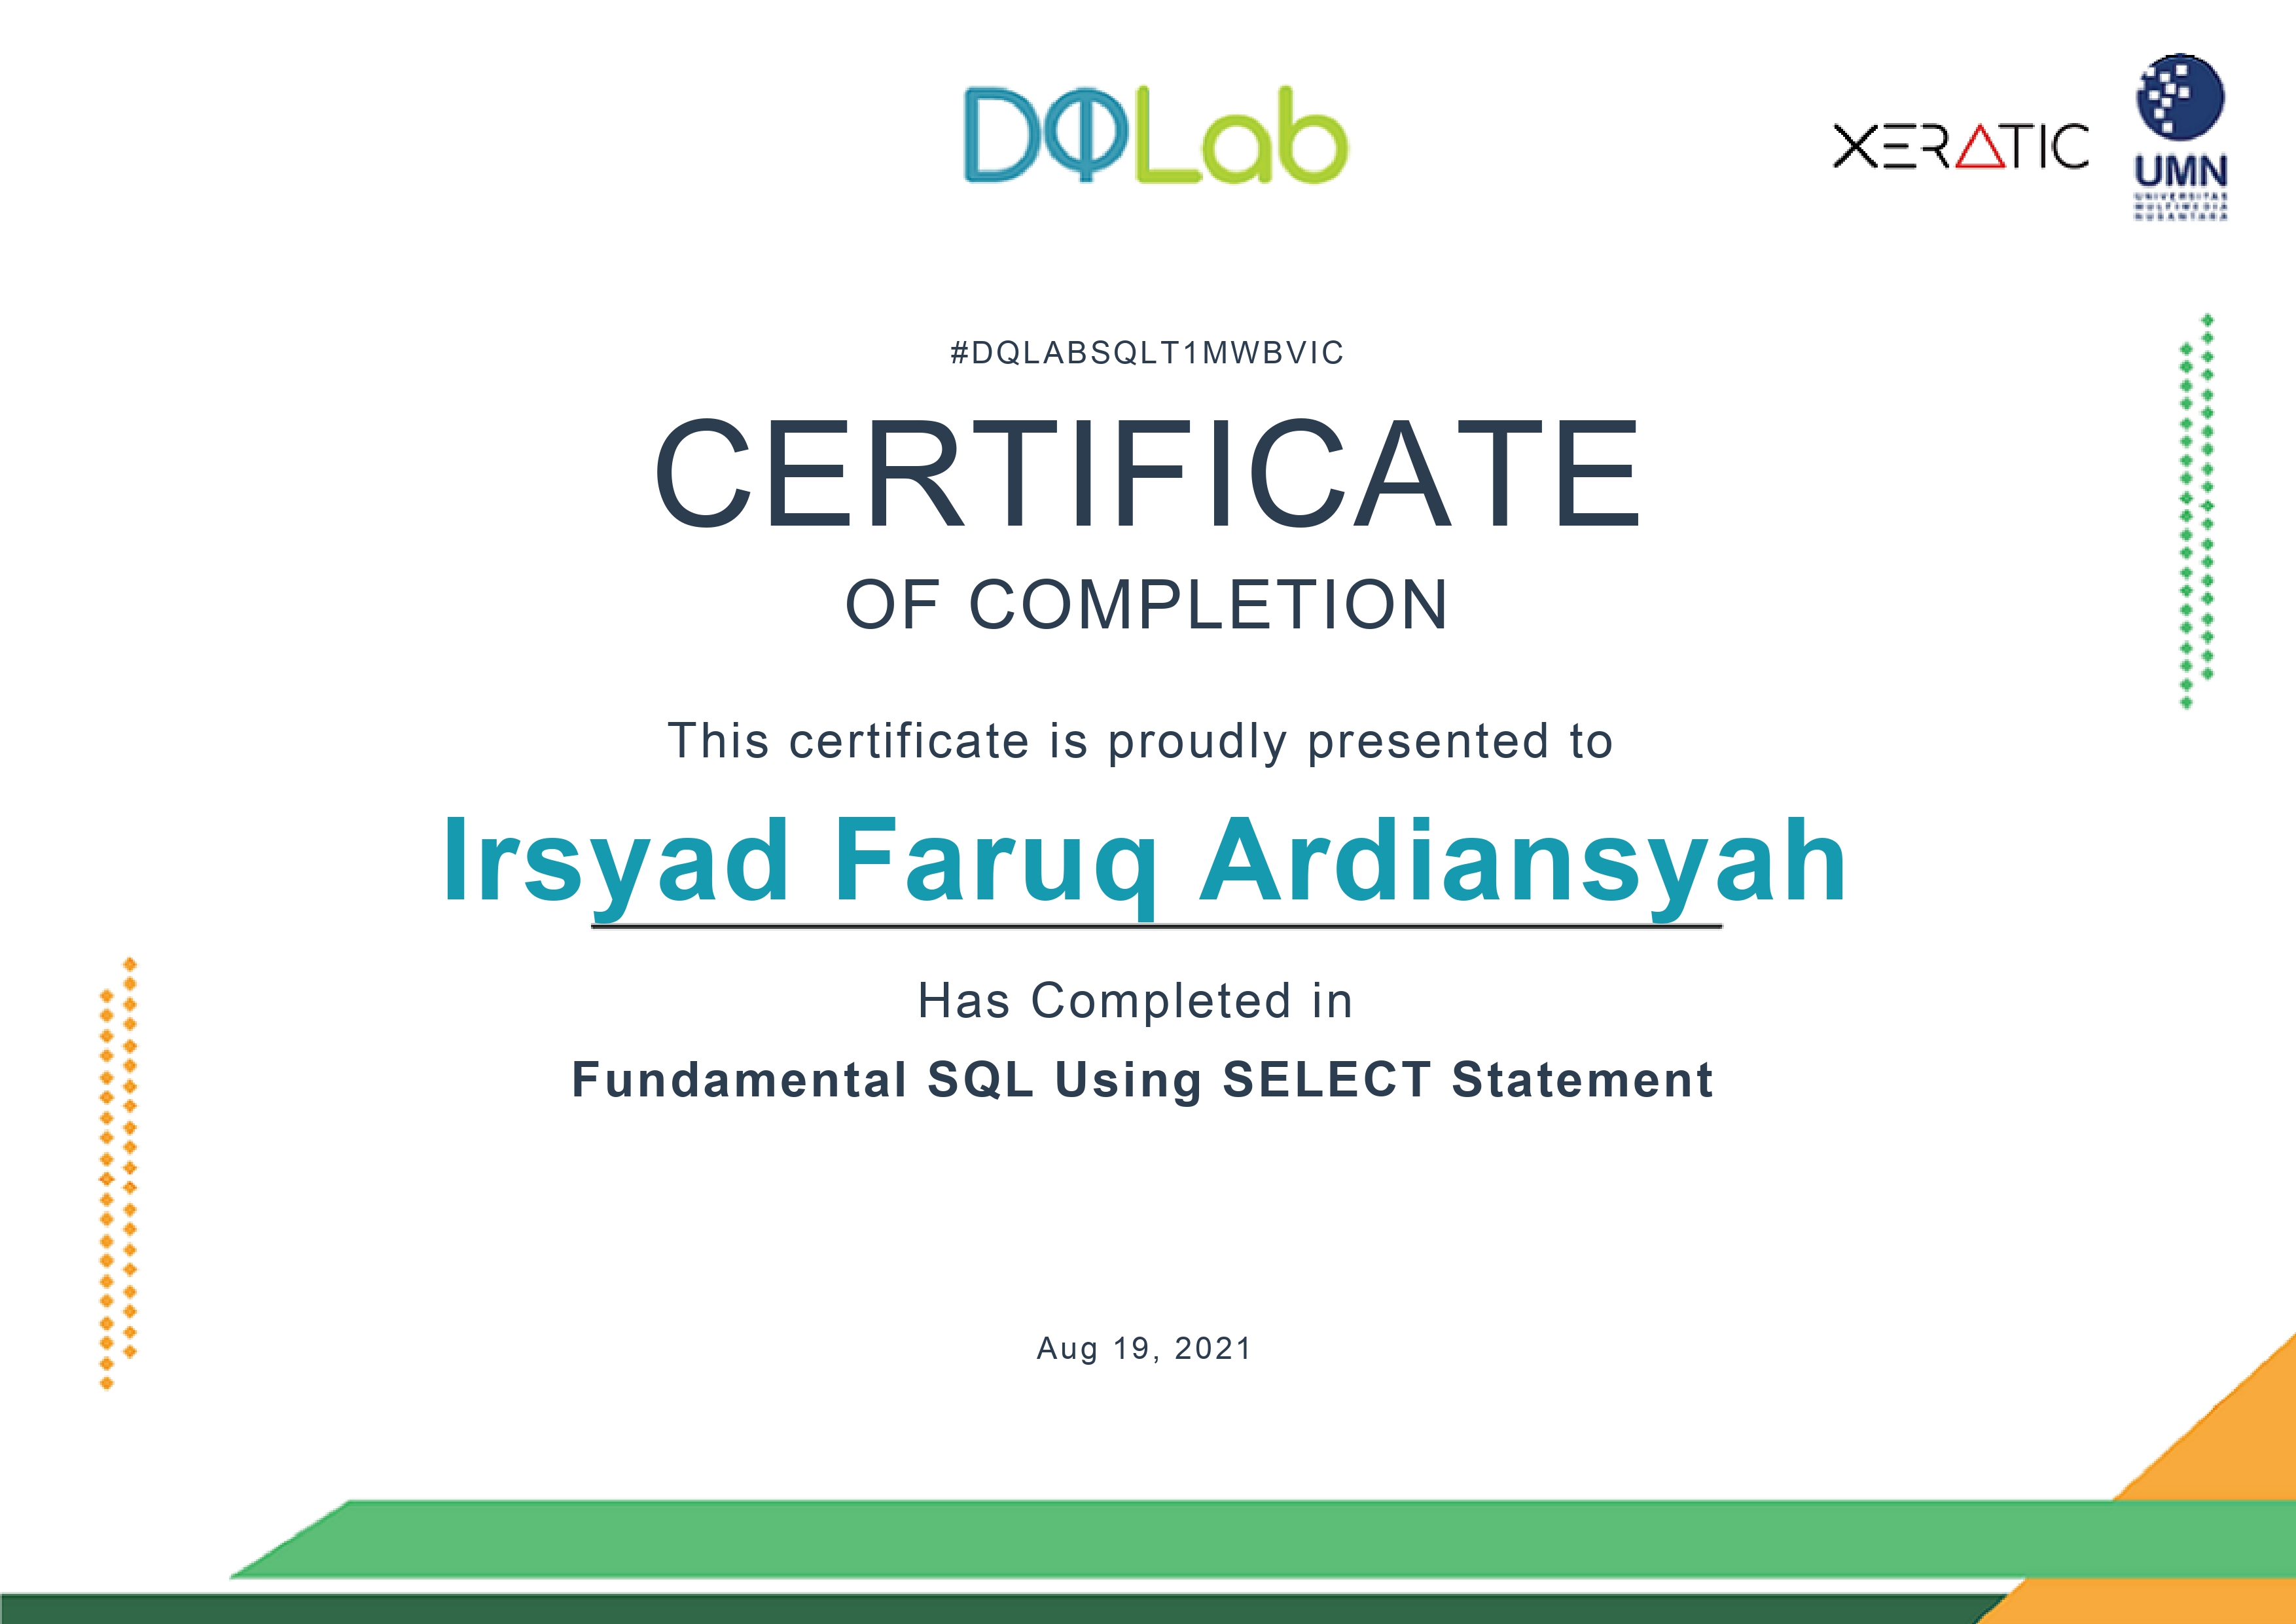 DQLab
XERATIC
UMN
UNIVERSITAS
MULTIMEDIA
NUSANTARA
#DQLABSQLT1MWBVIC
CERTIFICATE
OF COMPLETION
This certificate is proudly presented to
Irsyad Faruq Ardiansyah
Has Completed in
Fundamental SQL Using SELECT Statement
Aug 19, 2021